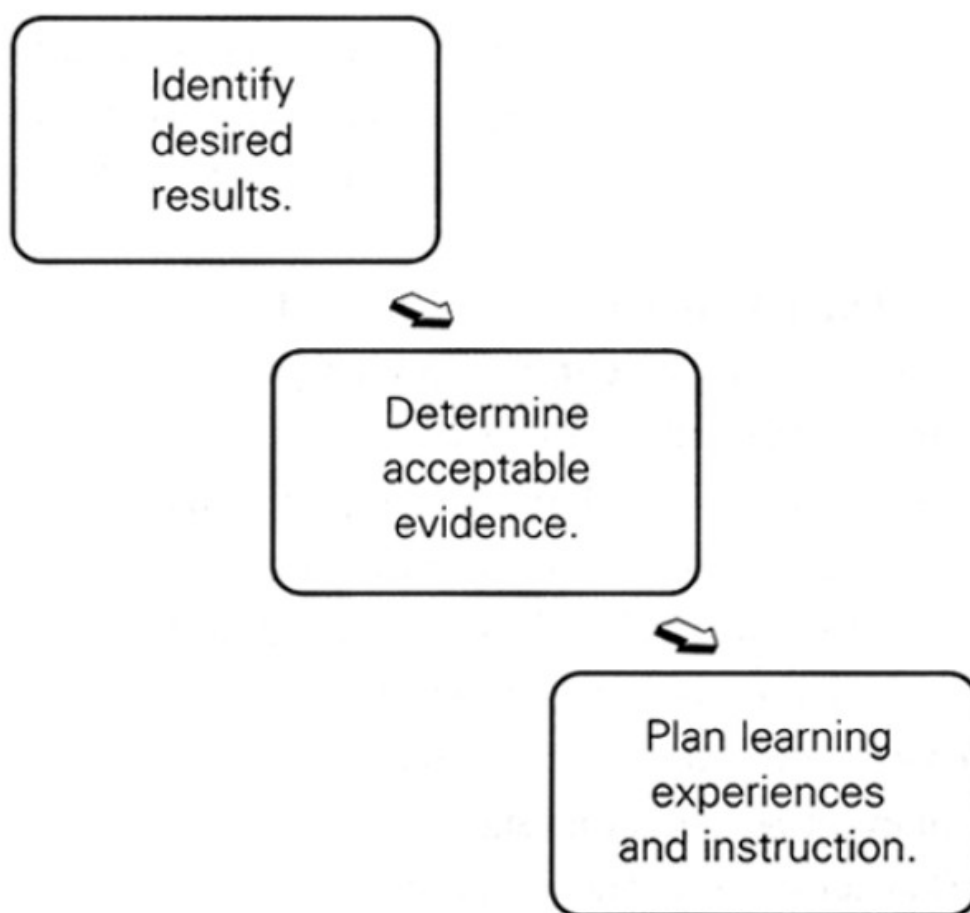 Identify
desired
results.
Determine
acceptable
evidence.
Plan learning
experiences
and instruction.